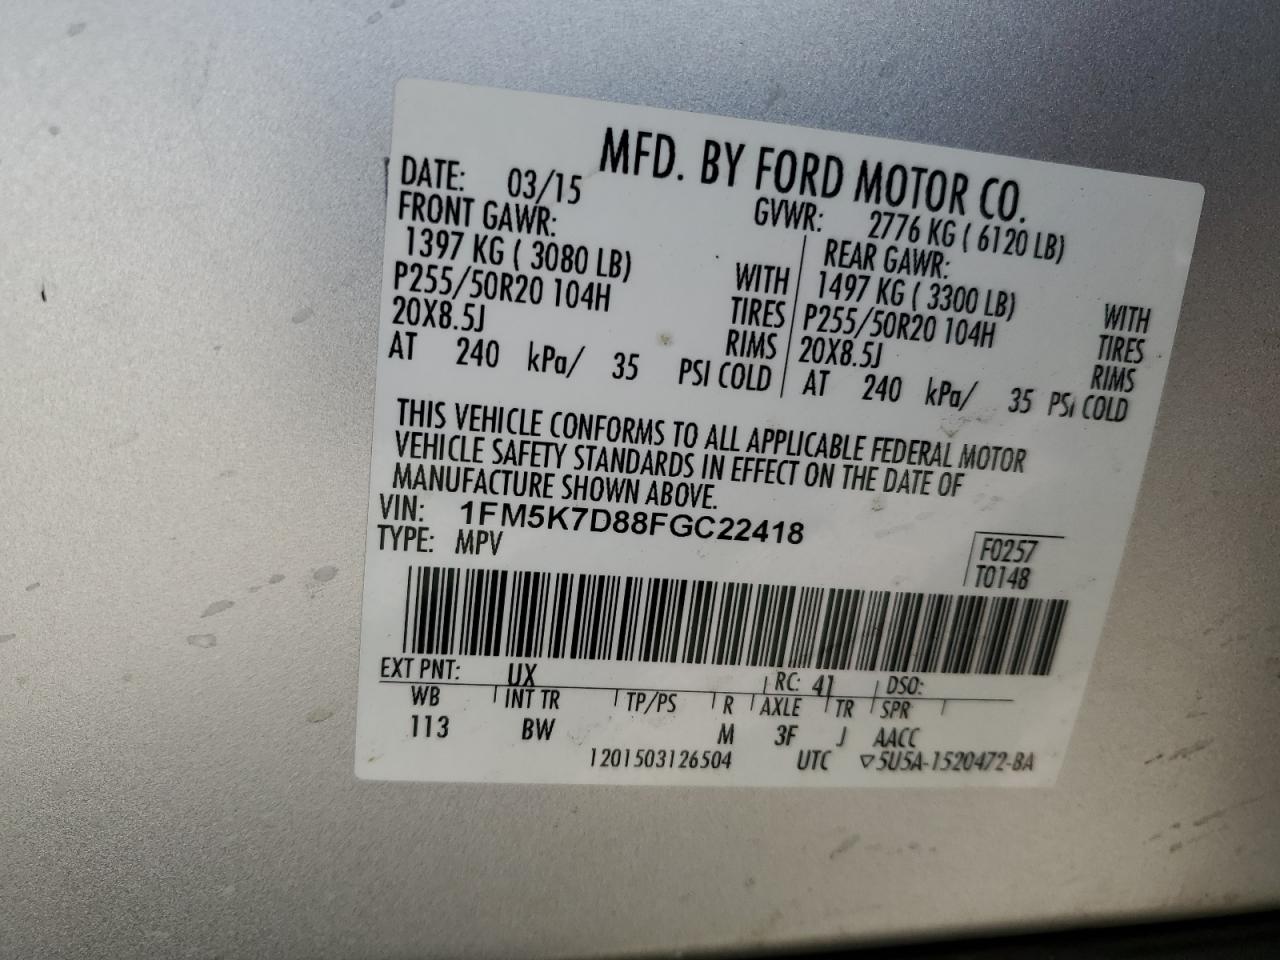 MFD. BY FORD MOTOR CO.
DATE: 03/15 GVWR: 2776 KG ( 6120 LB)
FRONT GAWR: REAR GAWR:
1397 KG ( 3080 LB) WITH 1497 KG ( 3300 LB) WITH
P255/50R20 104H TIRES P255/50R20 104H TIRES
20X8.5J RIMS 20X8.5J RIMS
AT 240 kPa/ 35 PSI COLD AT 240 kPa/ 35 PSI COLD
THIS VEHICLE CONFORMS TO ALL APPLICABLE FEDERAL MOTOR
VEHICLE SAFETY STANDARDS IN EFFECT ON THE DATE OF
MANUFACTURE SHOWN ABOVE.
VIN: 1FM5K7D88FGC22418
TYPE: MPV
F0257
T0148
EXT PNT: UX RC: 41 DSO:
WB INT TR TP/PS R AXLE TR SPR
113 BW M 3F J AACC
1201503126504 UTC ▽5U5A-1520472-BA